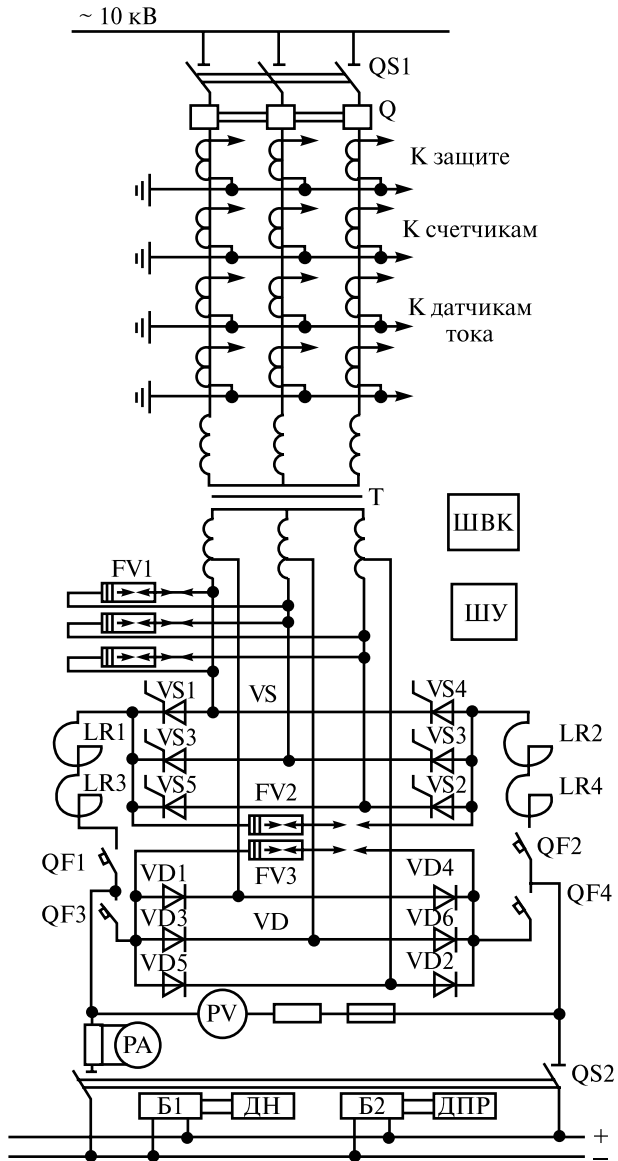 ~ 10 кВ
QS1
Q
К защите
К счетчикам
К датчикам
тока
T
ШВК
FV1
ШУ
VS1
VS
VS4
LR1
VS3
VS3
LR2
LR3
VS5
VS2
LR4
FV2
QF1
QF2
FV3
VD1
VD4
QF3
QF4
VD3
VD
VD6
VD5
VD2
PV
PA
QS2
Б1
ДН
Б2
ДПР
+
–